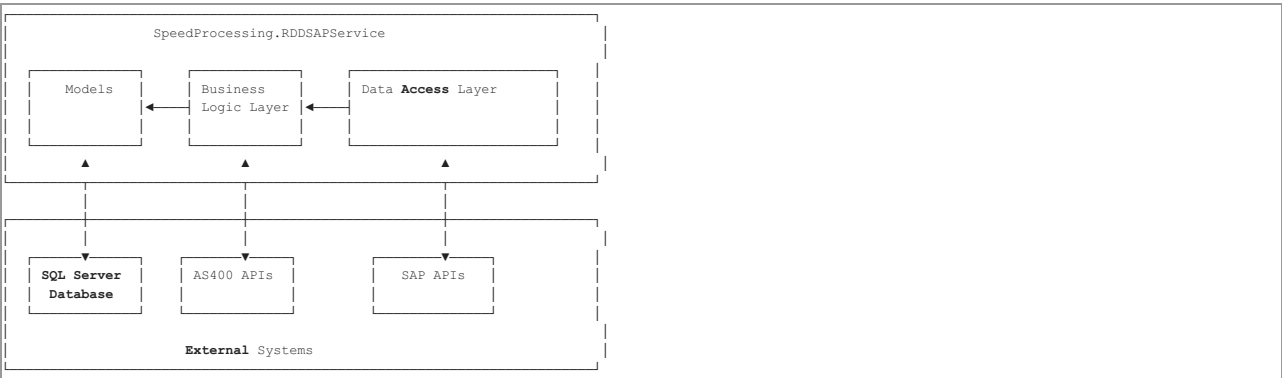 SpeedProcessing.RDDSAPService
Models Business Data Access Layer
Logic Layer
SQL Server AS400 APIs SAP APIs
Database
External Systems